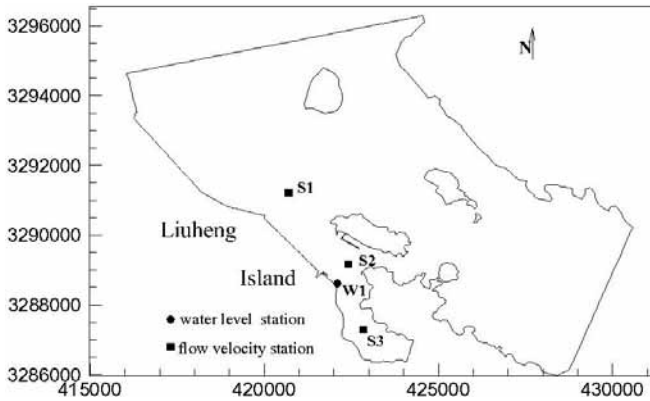 3296000
N
3294000
3292000
S1
Liuheng
3290000
S2
Island
W1
3288000
water level station
S3
flow velocity station
3286000
415000
420000
425000
430000